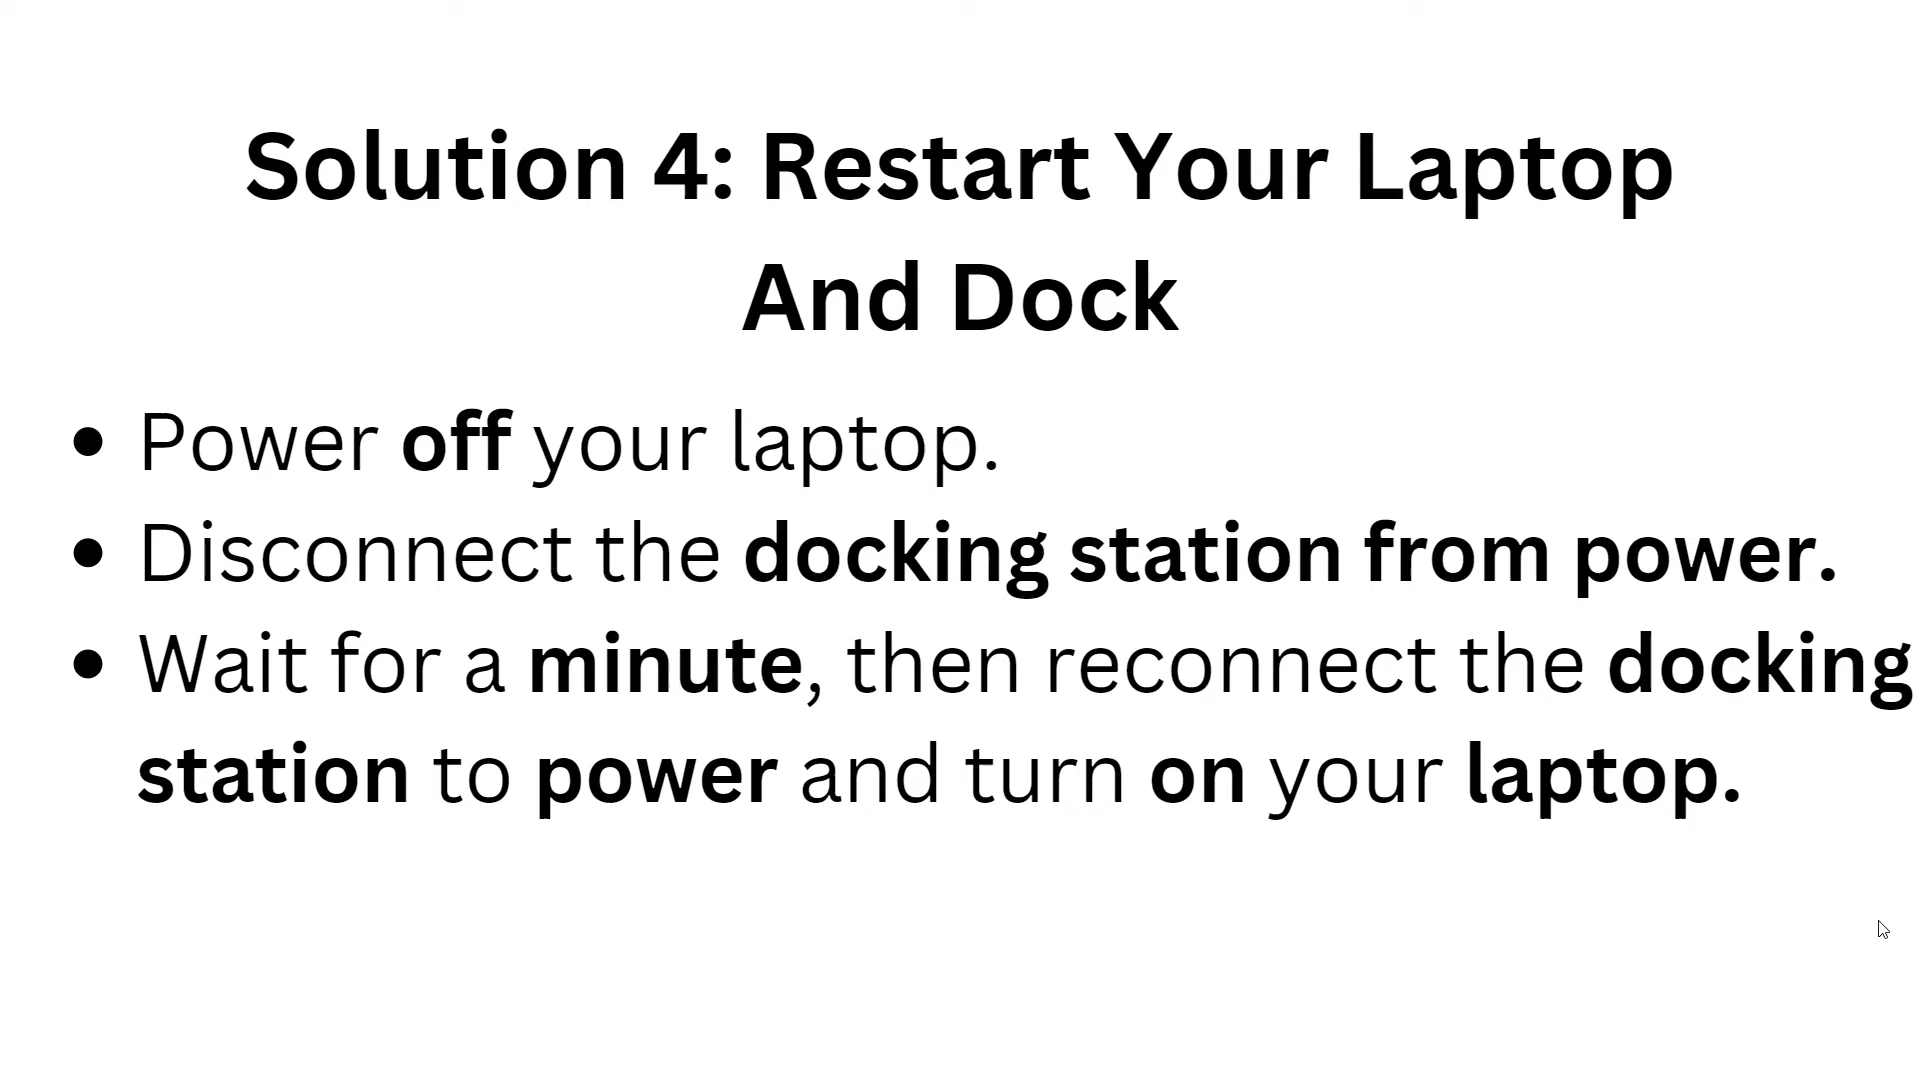 Solution 4: Restart Your Laptop
And Dock
• Power off your laptop.
• Disconnect the docking station from power.
• Wait for a minute, then reconnect the docking
station to power and turn on your laptop.